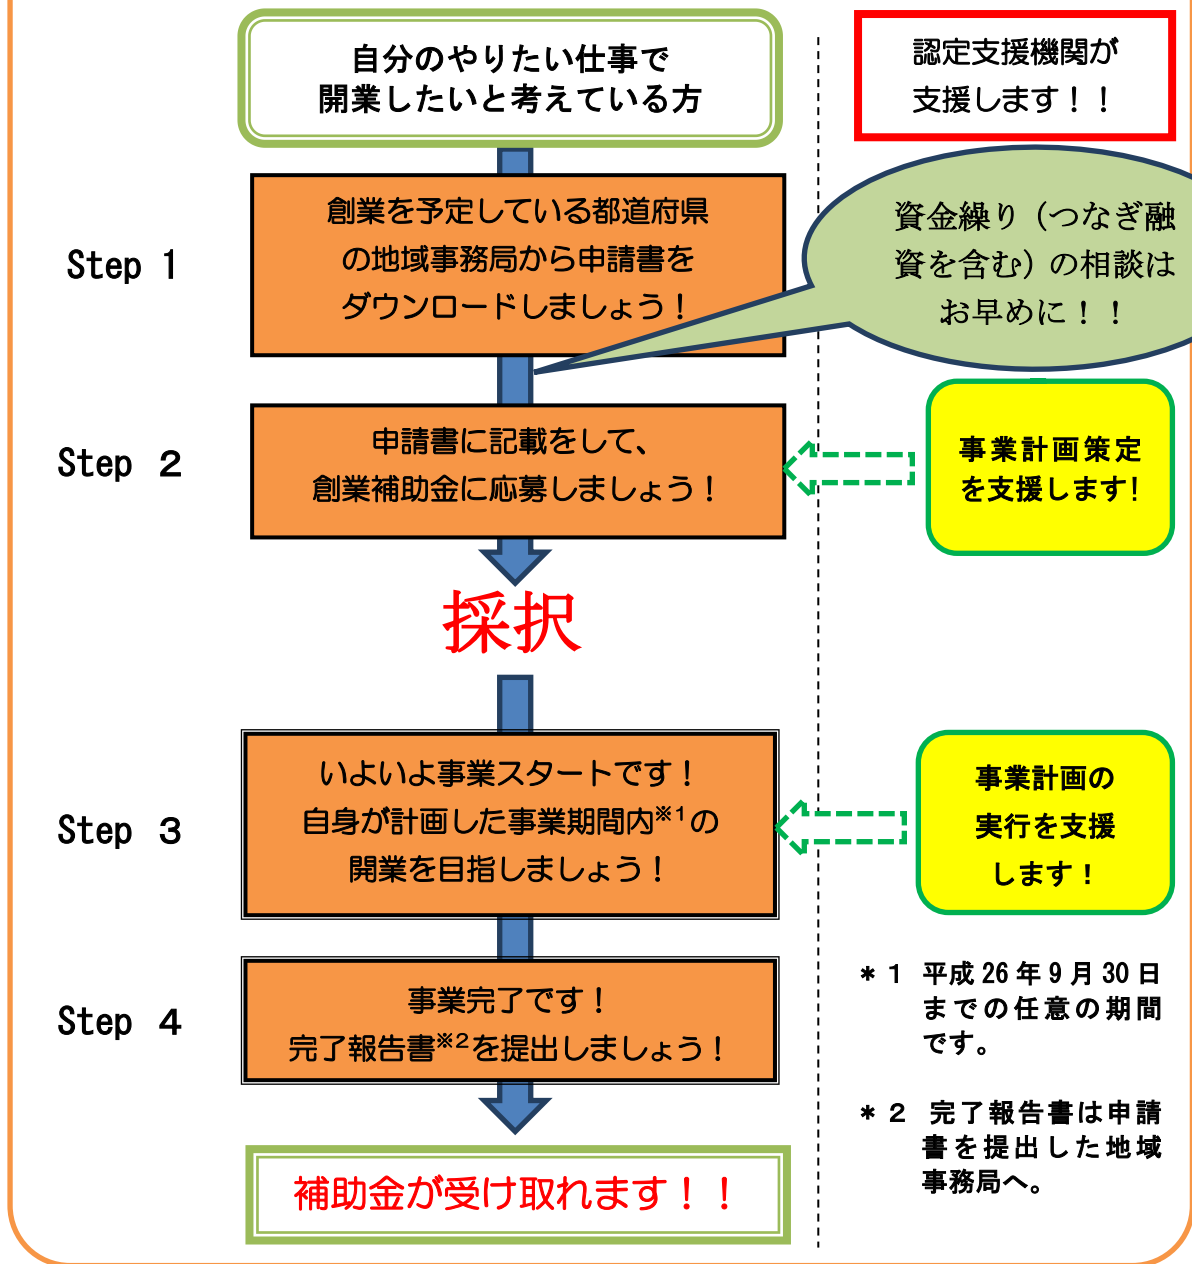 自分のやりたい仕事で
開業したいと考えている方
認定支援機関が
支援します！！
Step 1
創業を予定している都道府県
の地域事務局から申請書を
ダウンロードしましょう！
資金繰り（つなぎ融
資を含む）の相談は
お早めに！！
Step 2
申請書に記載をして、
創業補助金に応募しましょう！
事業計画策定
を支援します！
採択
Step 3
いよいよ事業スタートです！
自身が計画した事業期間内※1の
開業を目指しましょう！
事業計画の
実行を支援
します！
Step 4
事業完了です！
完了報告書※2を提出しましょう！
補助金が受け取れます！！
＊１ 平成26年9月30日
までの任意の期間
です。
＊２ 完了報告書は申請
書を提出した地域
事務局へ。